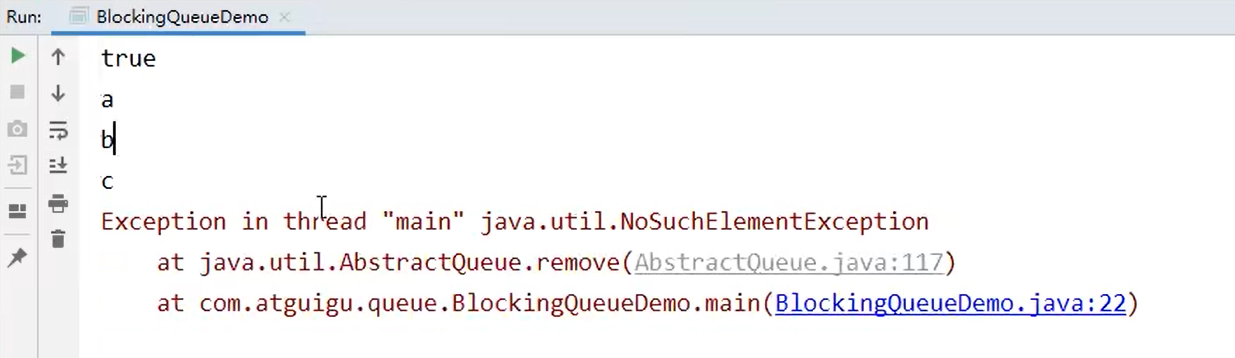 Run: BlockingQueueDemo
true
a
b
c
Exception in thread "main" java.util.NoSuchElementException
at java.util.AbstractQueue.remove(AbstractQueue.java:117)
at com.atguigu.queue.BlockingQueueDemo.main(BlockingQueueDemo.java:22)